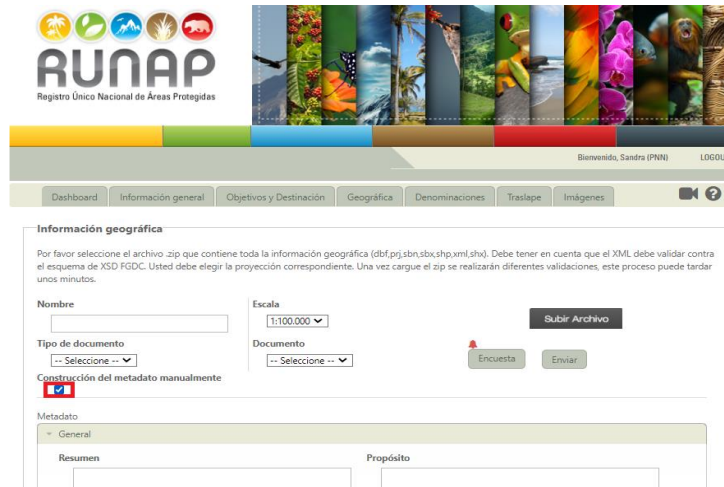 RUNAP
Registro Único Nacional de Áreas Protegidas
Bienvenido, Sandra (PNN) LOGOU
Dashboard Información general Objetivos y Destinación Geográfica Denominaciones Traslape Imágenes
Información geográfica
Por favor seleccione el archivo .zip que contiene toda la información geográfica (dbf,prj,sbn,sbx,shp,xml,shx). Debe tener en cuenta que el XML debe validar contra
el esquema de XSD FGDC. Usted debe elegir la proyección correspondiente. Una vez cargue el zip se realizarán diferentes validaciones, este proceso puede tardar
unos minutos.
Nombre Escala
1:100.000
Subir Archivo
Tipo de documento Documento
-- Seleccione -- -- Seleccione --
Encuesta Enviar
Construcción del metadato manualmente
Metadato
General
Resumen Propósito